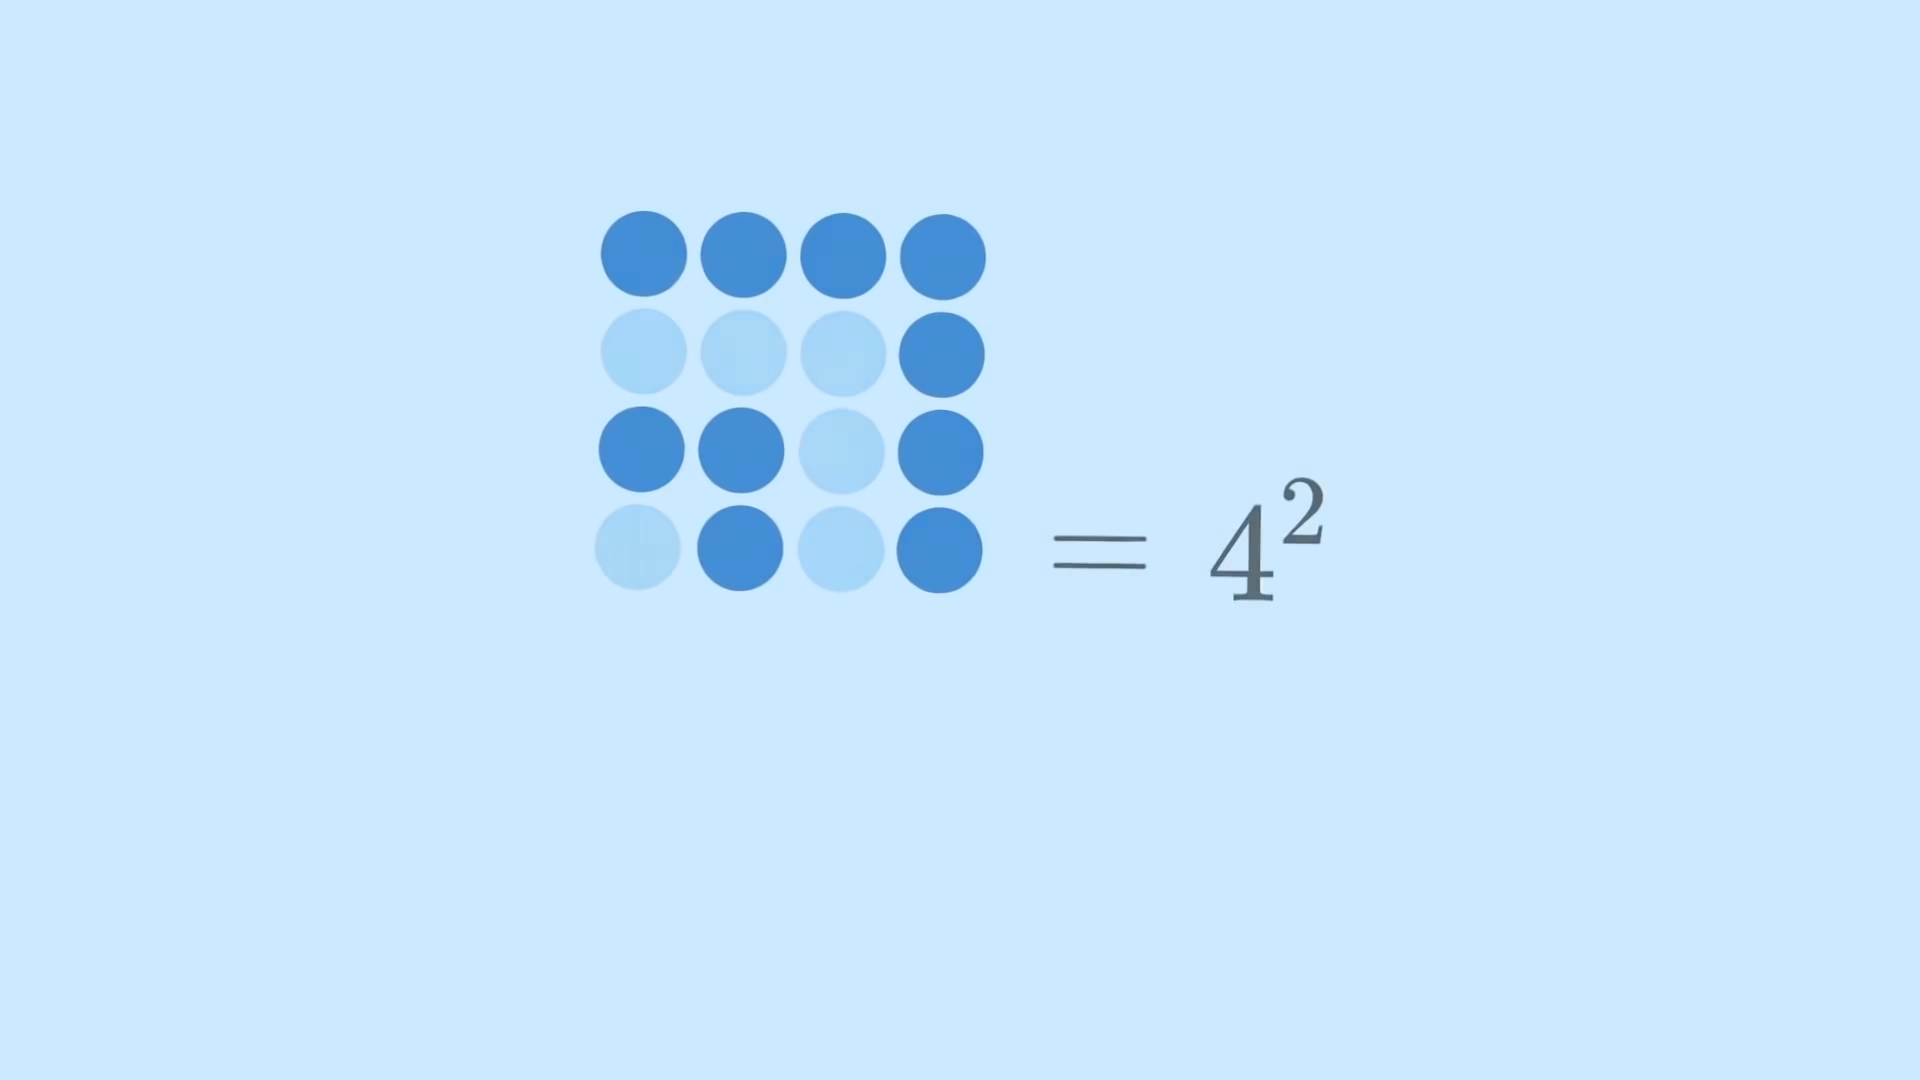 = 4²